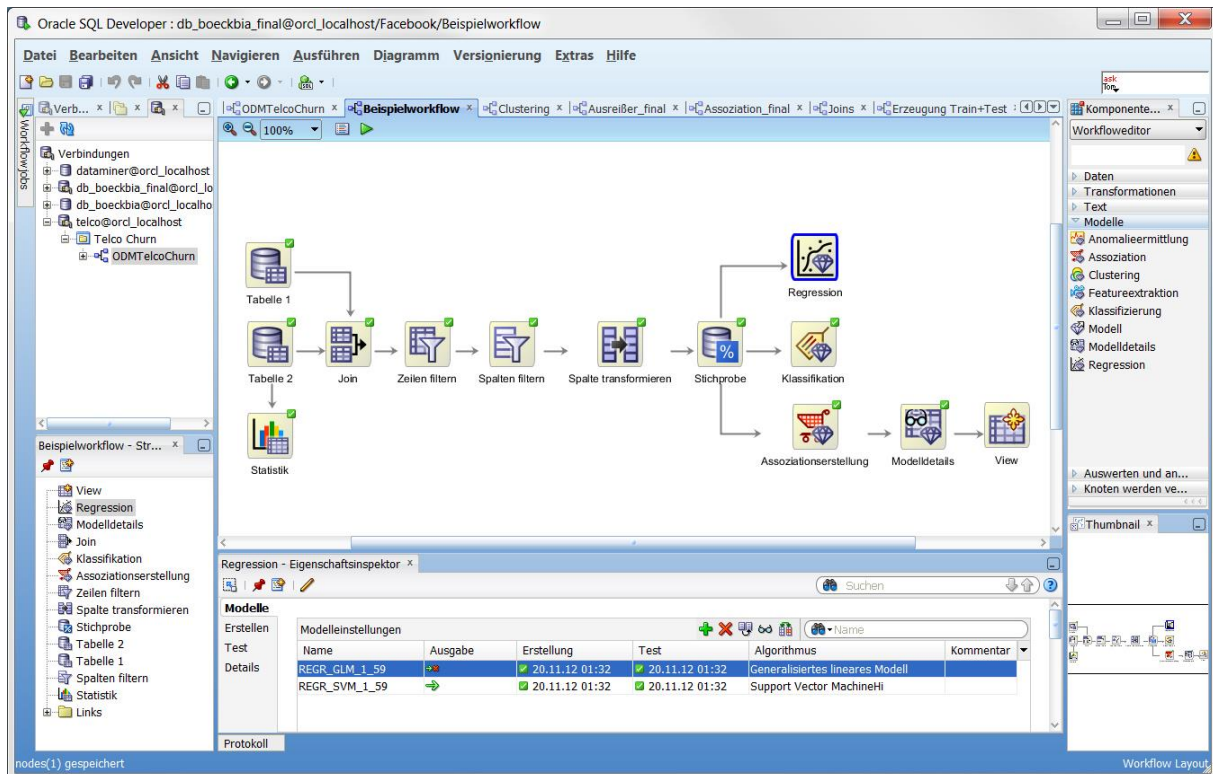 Oracle SQL Developer : db_boeckbia_final@orcl_localhost/Facebook/Beispielworkflow
Datei Bearbeiten Ansicht Navigieren Ausführen Diagramm Versionierung Extras Hilfe
Verb...
ODMTelcoChurn
Beispielworkflow
Clustering
Ausreißer_final
Assoziation_final
Joins
Erzeugung Train+Test
Komponente...
Workflowjobs
100%
Verbindungen
dataminer@orcl_localhost
db_boeckbia_final@orcl_lo
db_boeckbia@orcl_localho
telco@orcl_localhost
Telco Churn
ODMTelcoChurn
Tabelle 1
Regression
Tabelle 2
Join
Zeilen filtern
Spalten filtern
Spalte transformieren
Stichprobe
Klassifikation
Statistik
Assoziationserstellung
Modelldetails
View
Workfloweditor
Daten
Transformationen
Text
Modelle
Anomalieermittlung
Assoziation
Clustering
Featureextraktion
Klassifizierung
Modell
Modelldetails
Regression
Auswerten und an...
Knoten werden ve...
Thumbnail
Beispielworkflow - Str...
View
Regression
Modelldetails
Join
Klassifikation
Assoziationserstellung
Zeilen filtern
Spalte transformieren
Stichprobe
Tabelle 2
Tabelle 1
Spalten filtern
Statistik
Links
Regression - Eigenschaftsinspektor
Suchen
Modelle
Erstellen
Test
Details
Modelleinstellungen
Name
Name Ausgabe Erstellung Test Algorithmus Kommentar
REGR_GLM_1_59 20.11.12 01:32 20.11.12 01:32 Generalisiertes lineares Modell
REGR_SVM_1_59 20.11.12 01:32 20.11.12 01:32 Support Vector MachineHi
Protokoll
nodes(1) gespeichert
Workflow Layout